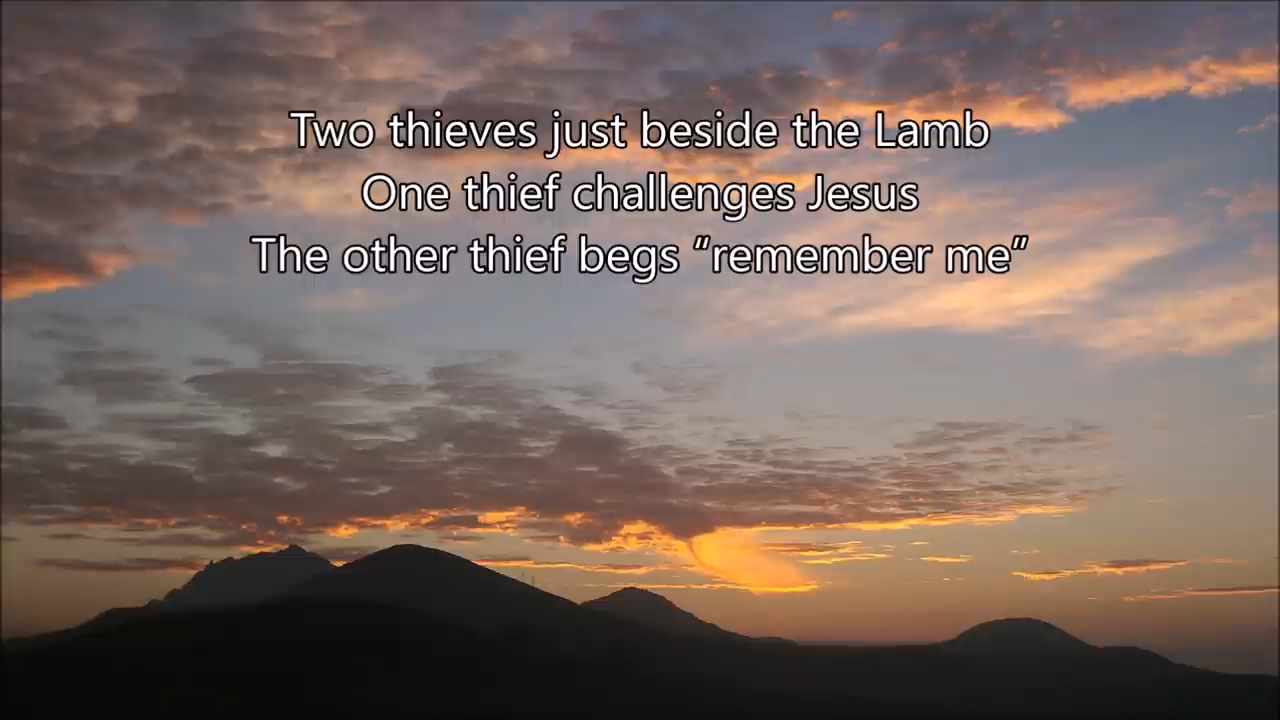 Two thieves just beside the Lamb
One thief challenges Jesus
The other thief begs “remember me”